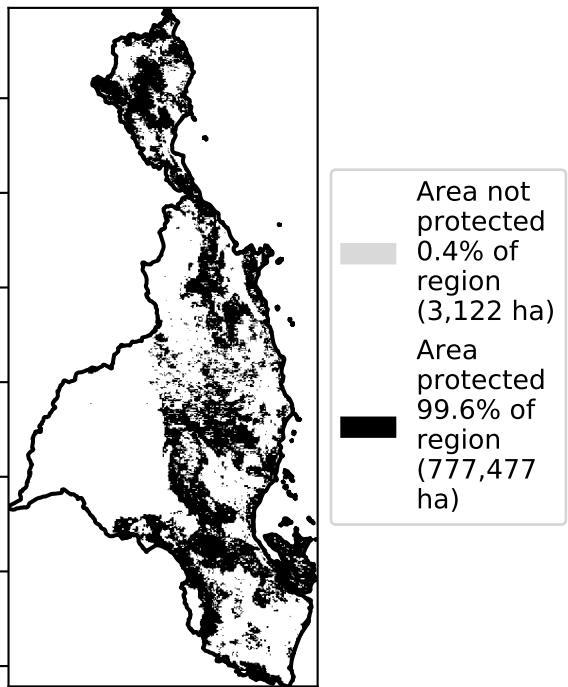 Area not
protected
0.4% of
region
(3,122 ha)
Area
protected
99.6% of
region
(777,477
ha)